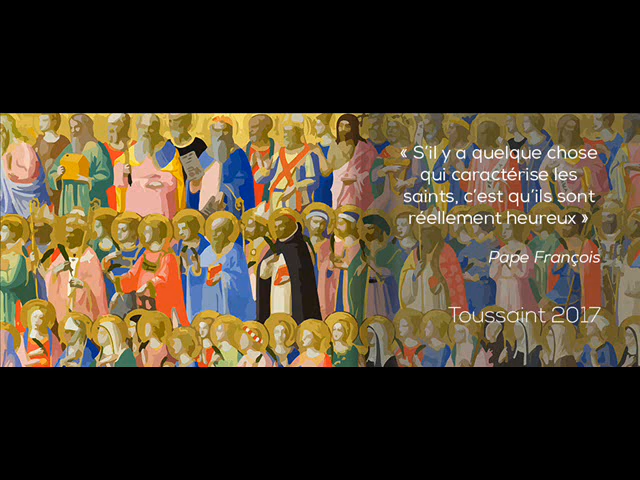 « S'il y a quelque chose
qui caractérise les
saints, c'est qu'ils sont
réellement heureux »
Pape François
Toussaint 2017